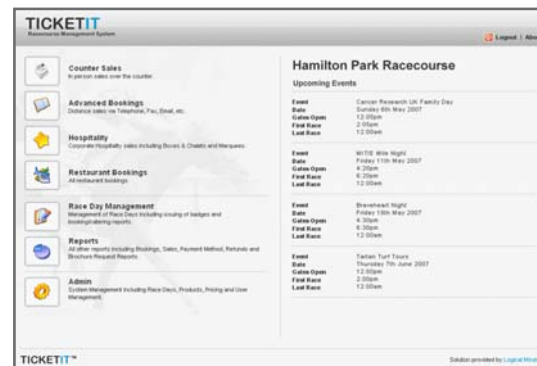 TICKETIT
Racecourse Management System
Logout | Abo
Counter Sales
In person sales over the counter.
Advanced Bookings
Distance sales via Telephone, Fax, Email, etc.
Hospitality
Corporate Hospitality sales including Boxes & Chalets and Marquees.
Restaurant Bookings
All restaurant bookings.
Race Day Management
Management of Race Days including issuing of badges and
booking/catering reports.
Reports
All other reports including Bookings, Sales, Payment Method, Refunds and
Brochure Request Reports.
Admin
System Management including Race Days, Products, Pricing and User
Management.
Hamilton Park Racecourse
Upcoming Events
Event Cancer Research UK Family Day
Date Sunday 6th May 2007
Gates Open 12:00pm
First Race 2:05pm
Last Race 12:00am
Event MITIE Mile Night
Date Friday 11th May 2007
Gates Open 4:20pm
First Race 6:20pm
Last Race 12:00am
Event Braveheart Night
Date Friday 18th May 2007
Gates Open 4:30pm
First Race 6:30pm
Last Race 12:00am
Event Tartan Turf Tours
Date Thursday 7th June 2007
Gates Open 12:00pm
First Race 2:00pm
Last Race 12:00am
TICKETIT™
Solution provided by Logical